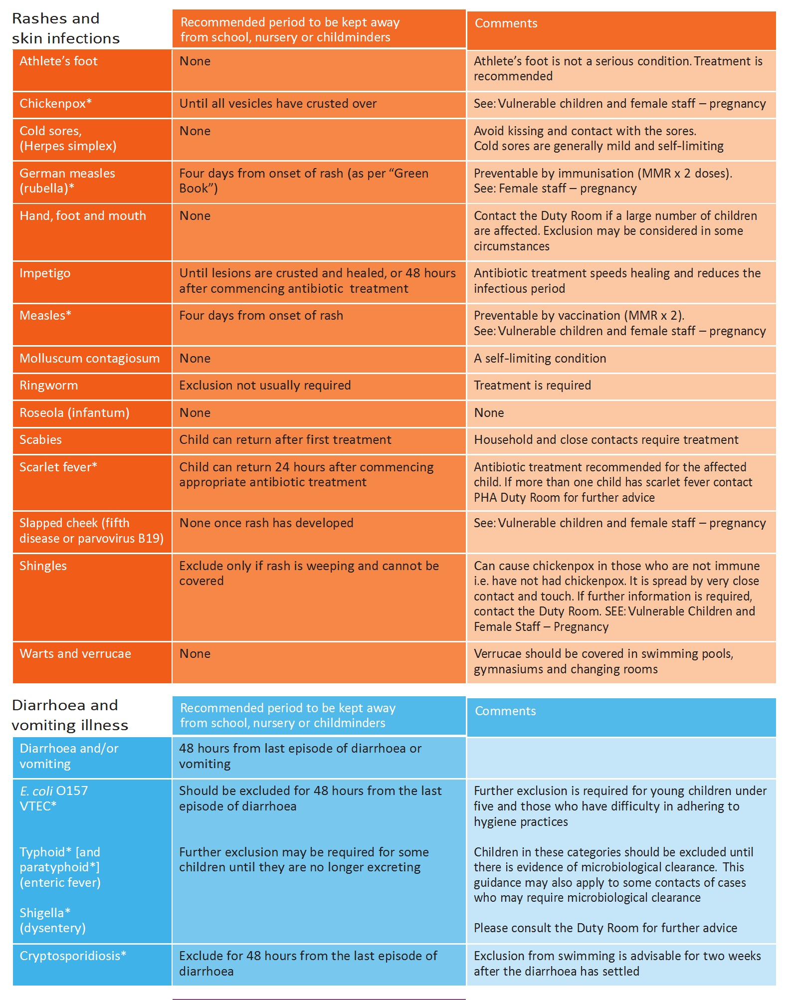 Rashes and
skin infections
Recommended period to be kept away
from school, nursery or childminders
Comments
Athlete’s foot
None
Athlete’s foot is not a serious condition. Treatment is
recommended
Chickenpox*
Until all vesicles have crusted over
See: Vulnerable children and female staff – pregnancy
Cold sores,
(Herpes simplex)
None
Avoid kissing and contact with the sores.
Cold sores are generally mild and self-limiting
German measles
(rubella)*
Four days from onset of rash (as per “Green
Book”)
Preventable by immunisation (MMR x 2 doses).
See: Female staff – pregnancy
Hand, foot and mouth
None
Contact the Duty Room if a large number of children
are affected. Exclusion may be considered in some
circumstances
Impetigo
Until lesions are crusted and healed, or 48 hours
after commencing antibiotic treatment
Antibiotic treatment speeds healing and reduces the
infectious period
Measles*
Four days from onset of rash
Preventable by vaccination (MMR x 2).
See: Vulnerable children and female staff – pregnancy
Molluscum contagiosum
None
A self-limiting condition
Ringworm
Exclusion not usually required
Treatment is required
Roseola (infantum)
None
None
Scabies
Child can return after first treatment
Household and close contacts require treatment
Scarlet fever*
Child can return 24 hours after commencing
appropriate antibiotic treatment
Antibiotic treatment recommended for the affected
child. If more than one child has scarlet fever contact
PHA Duty Room for further advice
Slapped cheek (fifth
disease or parvovirus B19)
None once rash has developed
See: Vulnerable children and female staff – pregnancy
Shingles
Exclude only if rash is weeping and cannot be
covered
Can cause chickenpox in those who are not immune
i.e. have not had chickenpox. It is spread by very close
contact and touch. If further information is required,
contact the Duty Room. SEE: Vulnerable Children and
Female Staff – Pregnancy
Warts and verrucae
None
Verrucae should be covered in swimming pools,
gymnasiums and changing rooms
Diarrhoea and
vomiting illness
Recommended period to be kept away
from school, nursery or childminders
Comments
Diarrhoea and/or
vomiting
48 hours from last episode of diarrhoea or
vomiting
E. coli O157
VTEC*
Should be excluded for 48 hours from the last
episode of diarrhoea
Further exclusion is required for young children under
five and those who have difficulty in adhering to
hygiene practices
Typhoid* [and
paratyphoid*]
(enteric fever)
Further exclusion may be required for some
children until they are no longer excreting
Children in these categories should be excluded until
there is evidence of microbiological clearance. This
guidance may also apply to some contacts of cases
who may require microbiological clearance
Shigella*
(dysentery)
Please consult the Duty Room for further advice
Cryptosporidiosis*
Exclude for 48 hours from the last episode of
diarrhoea
Exclusion from swimming is advisable for two weeks
after the diarrhoea has settled